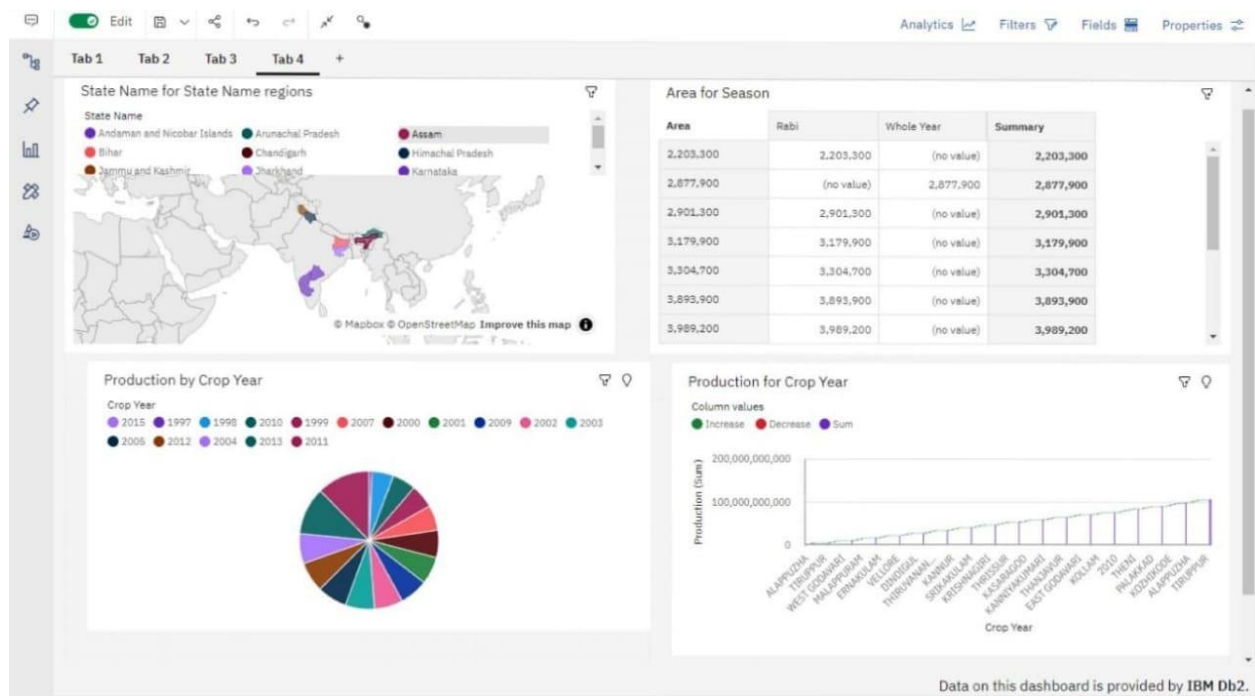 Edit
Analytics Filters Fields Properties
Tab 1 Tab 2 Tab 3 Tab 4 +
State Name for State Name regions
State Name
Andaman and Nicobar Islands Arunachal Pradesh Assam
Bihar Chandigarh Himachal Pradesh
Jammu and Kashmir Jharkhand Karnataka
© Mapbox © OpenStreetMap Improve this map
Area for Season
Area Rabi Whole Year Summary
2,203,300 2,203,300 (no value) 2,203,300
2,877,900 (no value) 2,877,900 2,877,900
2,901,300 2,901,300 (no value) 2,901,300
3,179,900 3,179,900 (no value) 3,179,900
3,304,700 3,304,700 (no value) 3,304,700
3,893,900 3,893,900 (no value) 3,893,900
3,989,200 3,989,200 (no value) 3,989,200
Production by Crop Year
Crop Year
2015 1997 1998 2010 1999 2007 2000 2001 2009 2002 2003
2012 2004 2013 2011
Production for Crop Year
Column values
Increase Decrease Sum
Production (Sum)
200,000,000,000
100,000,000,000
0
ALAPPUZHA
TIRUPPUR
WEST GODAVARI
MALAPPURAM
ERNAKULAM
VELLORE
DINDIGUL
THIRUVANAN...
KANNUR
SRIKAKULAM
KRISHNAGIRI
THRISSUR
KASARAGOD
KANNIYAKUMARI
THANJAVUR
EAST GODAVARI
KOLLAM
2010
THENI
PALAKKAD
KOZHIKODE
ALAPPUZHA
TIRUPPUR
Crop Year
Data on this dashboard is provided by IBM Db2.